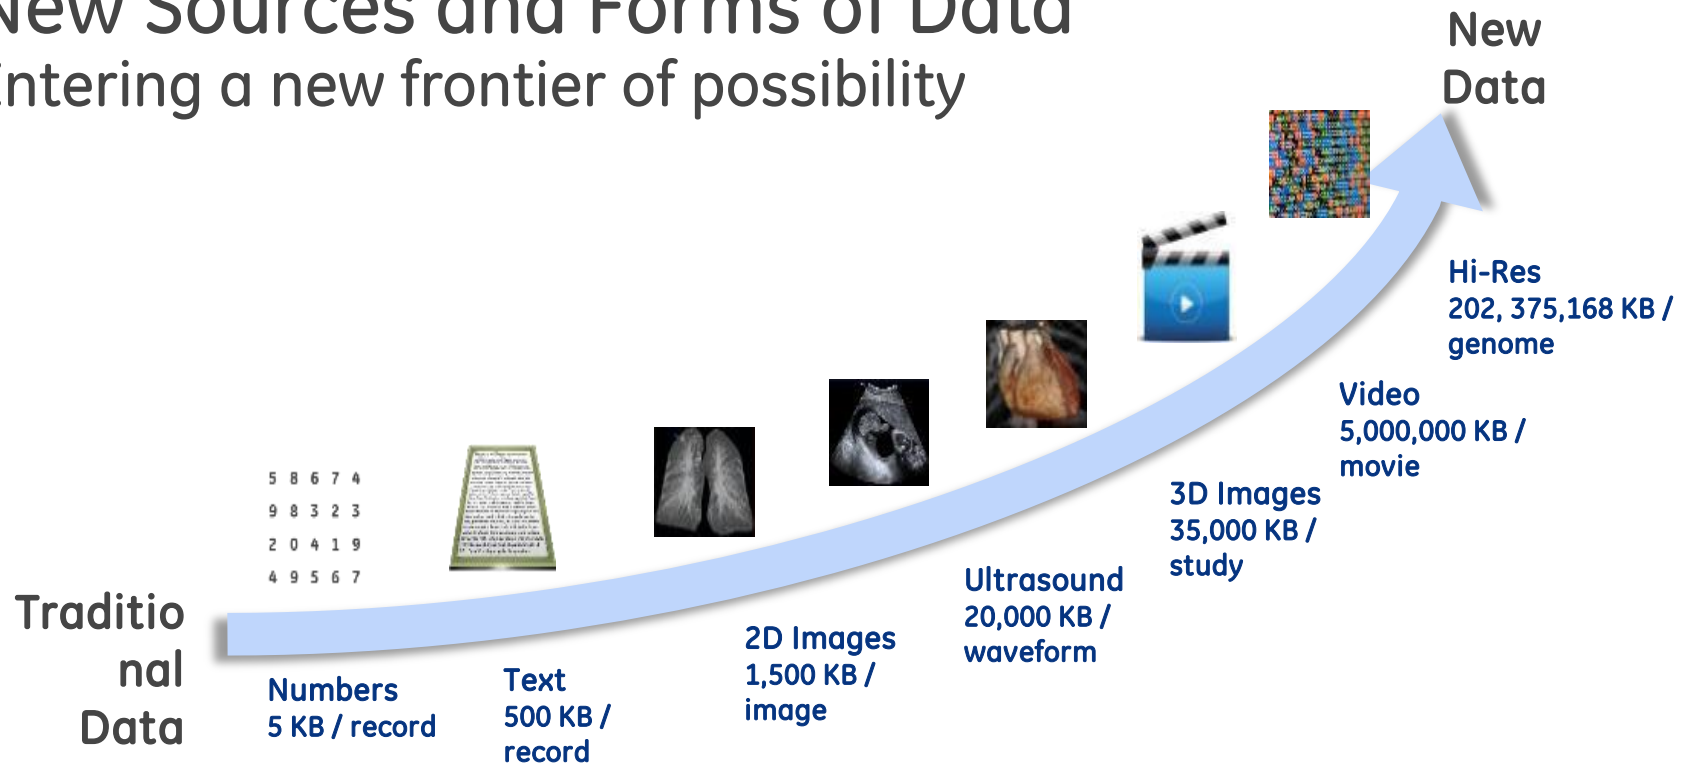 New Sources and Forms of Data
Entering a new frontier of possibility
New
Data
5 8 6 7 4
9 8 3 2 3
2 0 4 1 9
4 9 5 6 7
Traditio
nal
Data
Numbers
5 KB / record
Text
500 KB /
record
2D Images
1,500 KB /
image
Ultrasound
20,000 KB /
waveform
3D Images
35,000 KB /
study
Video
5,000,000 KB /
movie
Hi-Res
202, 375,168 KB /
genome